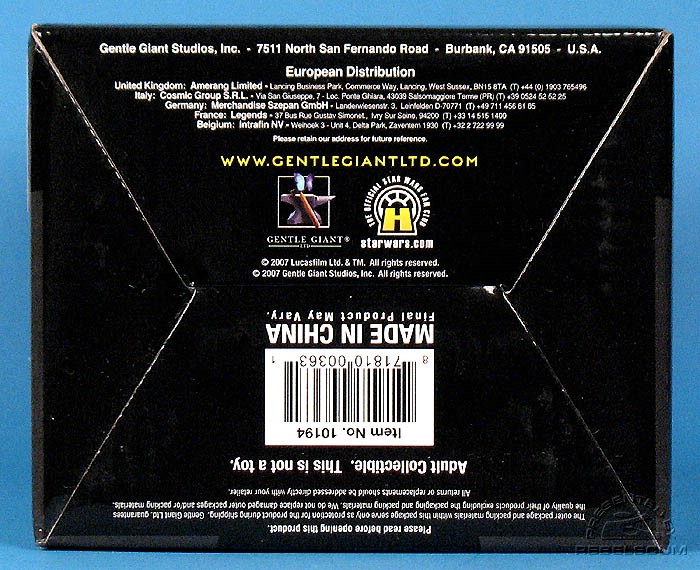 Gentle Giant Studios, Inc. - 7511 North San Fernando Road - Burbank, CA 91505 - U.S.A.
European Distribution
United Kingdom: Amerang Limited - Lancing Business Park, Commerce Way, Lancing, West Sussex, BN15 8TA (T) +44 (0) 1903 765496
Italy: Cosmic Group S.R.L. - Via San Giuseppe, 7 - Loc. Ponte Ghiara, 43039 Salsomaggiore Terme (PR) (T) +39 0524 52 52 25
Germany: Merchandise Szepan GmbH - Landerwiesenstr. 3, Leinfelden D-70771 (T) +49 711 456 61 85
France: Legends - 37 Bus Rue Gustav Simonet., Ivry Sur Seine, 94200 (T) +33 14 515 1400
Belgium: Intrafin NV - Weihoek 3 - Unit 4, Delta Park, Zaventem 1930 (T) +32 2 722 99 99
Please retain our address for future reference.
WWW.GENTLEGIANTLTD.COM
GENTLE GIANT®
LTD
THE OFFICIAL STAR WARS FAN CLUB
H
starwars.com
© 2007 Lucasfilm Ltd. & TM. All rights reserved.
© 2007 Gentle Giant Studios, Inc. All rights reserved.
Please read before opening this product.
The outer package and packing materials within this package serve only as protection for the product during shipping. Gentle Giant Ltd. guarantees
the quality of their products excluding the packaging and packing materials. We do not replace damaged outer packages and/or packing materials.
All returns or replacements should be addressed directly with your retailer.
Adult Collectible. This is not a toy.
Item No. 10194
8 71810 00363 1
MADE IN CHINA
Final Product May Vary.
REBELSCUM